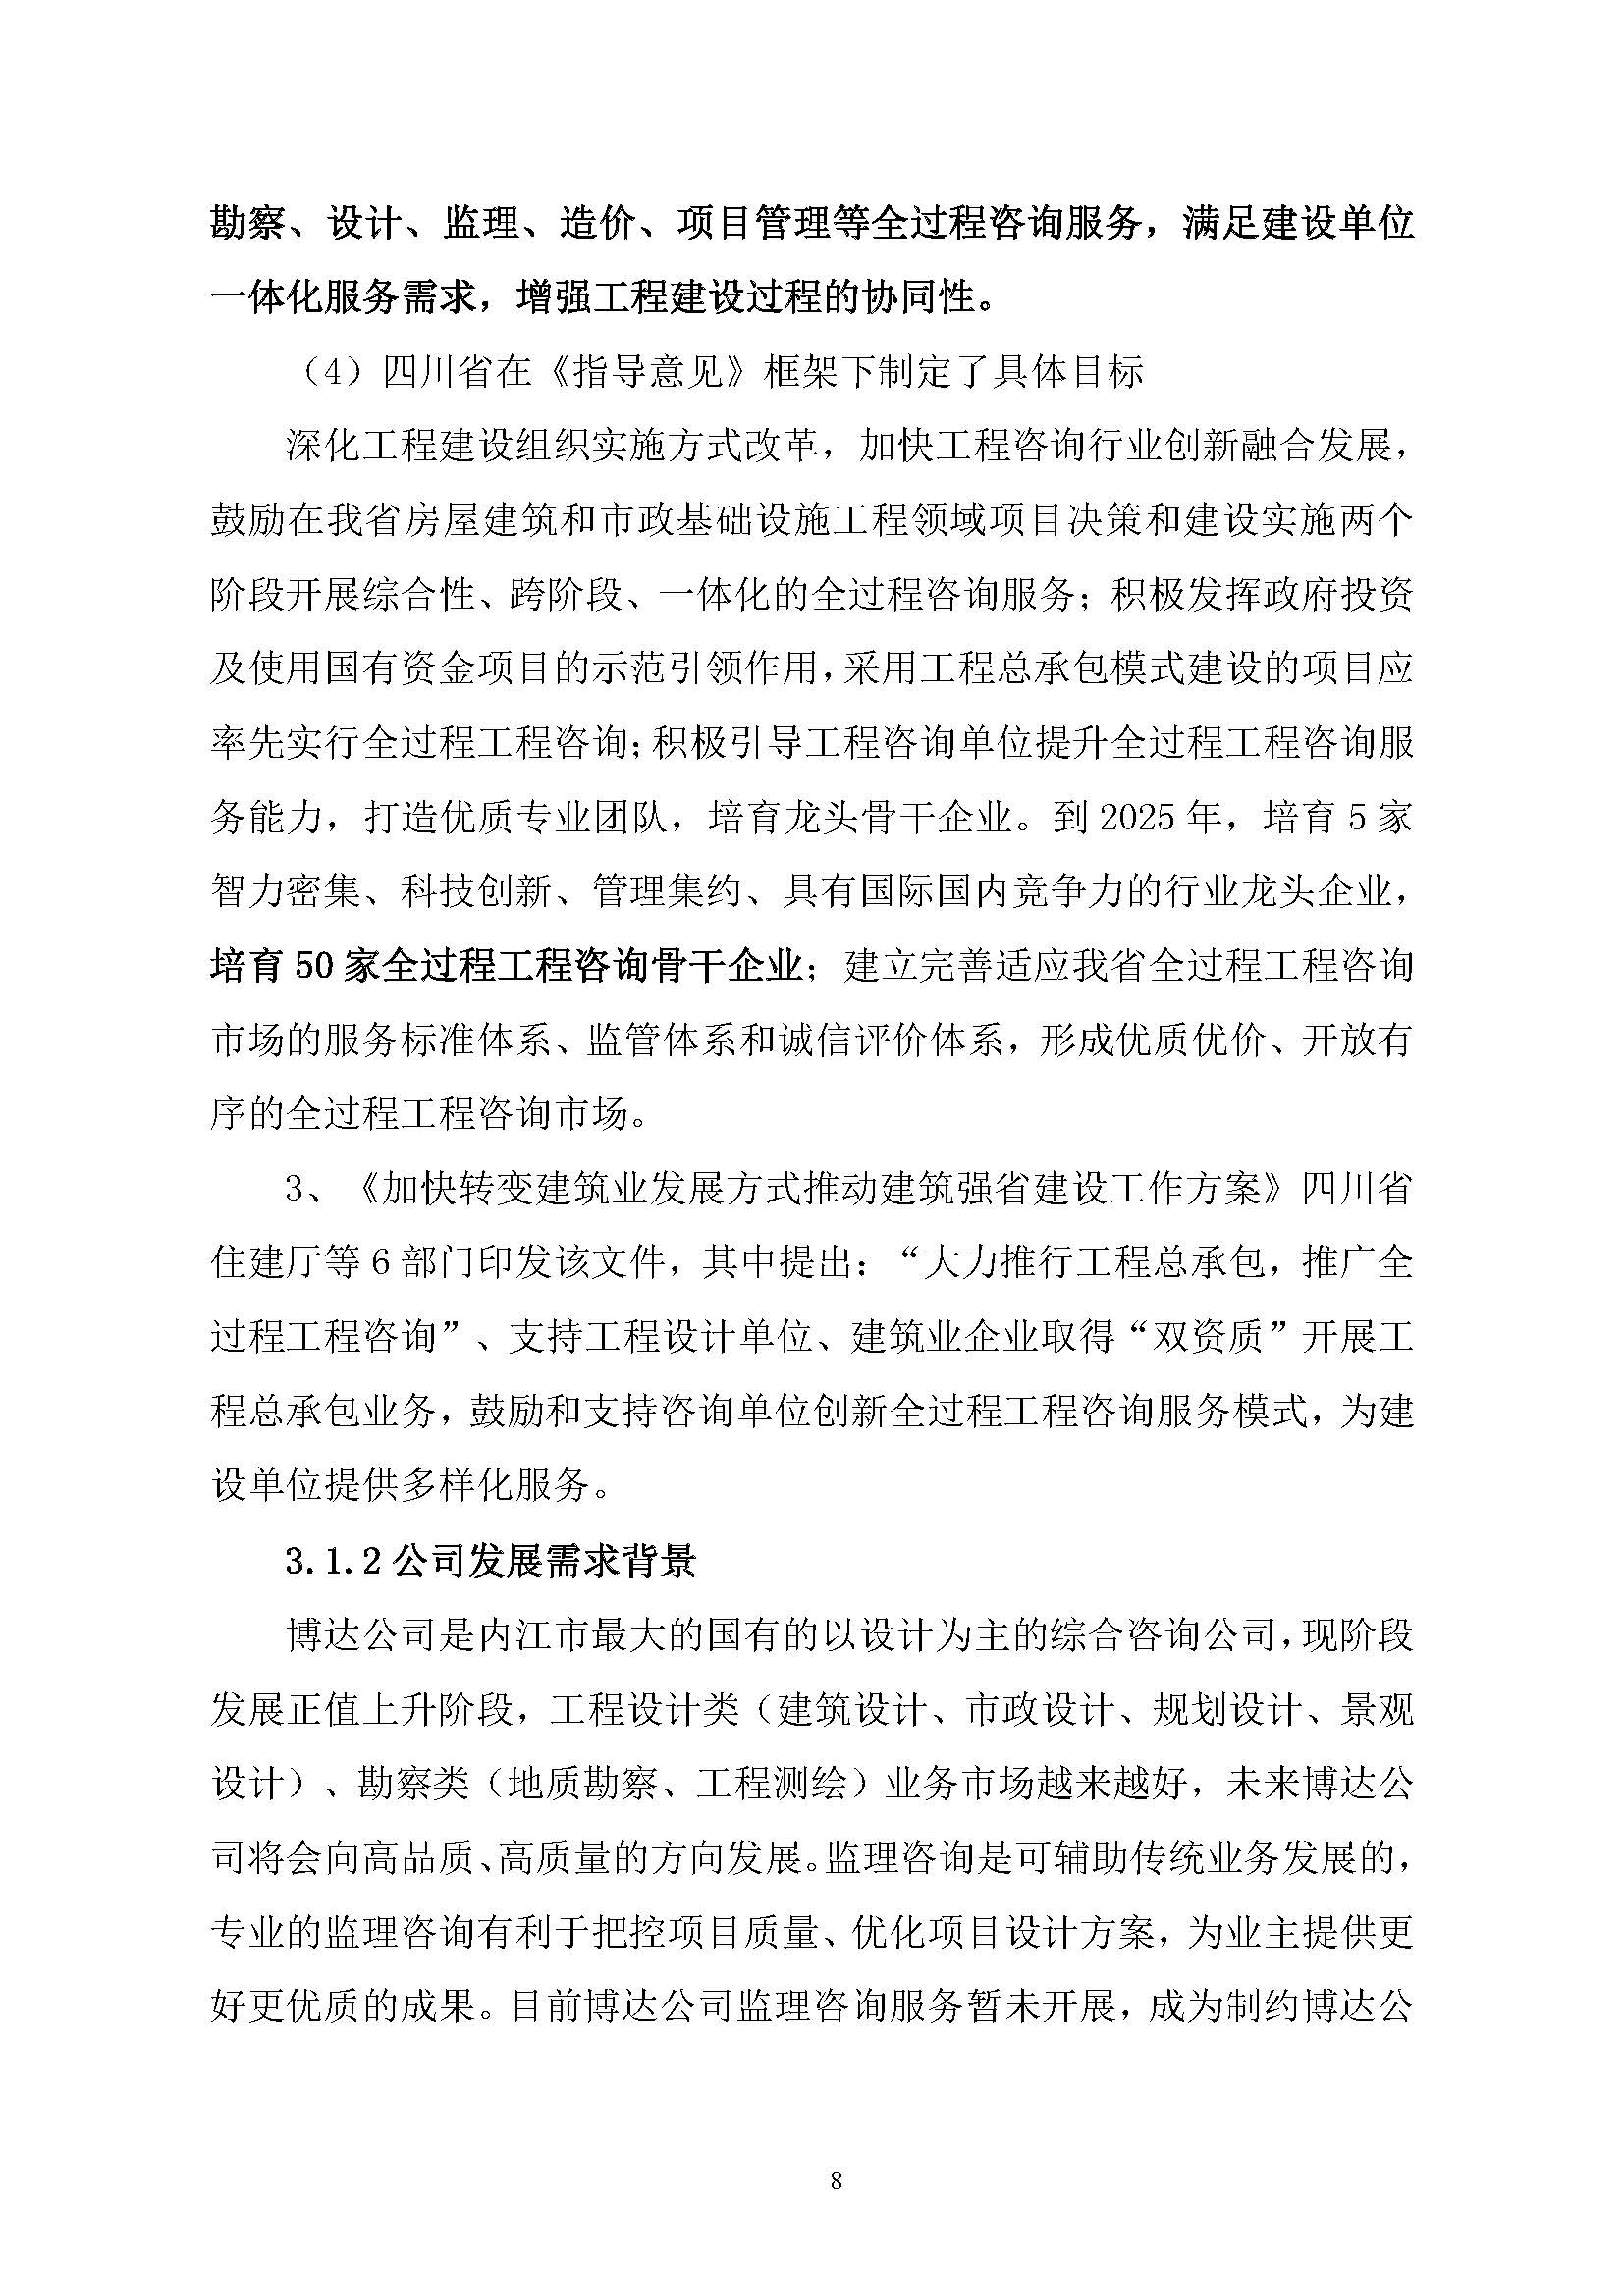 勘察、设计、监理、造价、项目管理等全过程咨询服务，满足建设单位
一体化服务需求，增强工程建设过程的协同性。
（4）四川省在《指导意见》框架下制定了具体目标
深化工程建设组织实施方式改革，加快工程咨询行业创新融合发展，
鼓励在我省房屋建筑和市政基础设施工程领域项目决策和建设实施两个
阶段开展综合性、跨阶段、一体化的全过程咨询服务；积极发挥政府投资
及使用国有资金项目的示范引领作用，采用工程总承包模式建设的项目应
率先实行全过程工程咨询；积极引导工程咨询单位提升全过程工程咨询服
务能力，打造优质专业团队，培育龙头骨干企业。到 2025 年，培育 5 家
智力密集、科技创新、管理集约、具有国际国内竞争力的行业龙头企业，
培育 50 家全过程工程咨询骨干企业；建立完善适应我省全过程工程咨询
市场的服务标准体系、监管体系和诚信评价体系，形成优质优价、开放有
序的全过程工程咨询市场。
3、《加快转变建筑业发展方式推动建筑强省建设工作方案》四川省
住建厅等 6 部门印发该文件，其中提出：“大力推行工程总承包，推广全
过程工程咨询”、支持工程设计单位、建筑业企业取得“双资质”开展工
程总承包业务，鼓励和支持咨询单位创新全过程工程咨询服务模式，为建
设单位提供多样化服务。
3.1.2 公司发展需求背景
博达公司是内江市最大的国有的以设计为主的综合咨询公司，现阶段
发展正值上升阶段，工程设计类（建筑设计、市政设计、规划设计、景观
设计）、勘察类（地质勘察、工程测绘）业务市场越来越好，未来博达公
司将会向高品质、高质量的方向发展。监理咨询是可辅助传统业务发展的，
专业的监理咨询有利于把控项目质量、优化项目设计方案，为业主提供更
好更优质的成果。目前博达公司监理咨询服务暂未开展，成为制约博达公
8